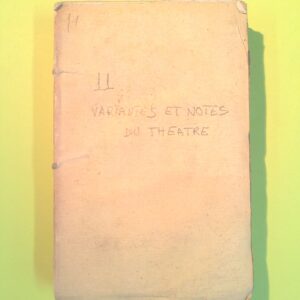 11
11
VARIANTES ET NOTES
DU THEATRE